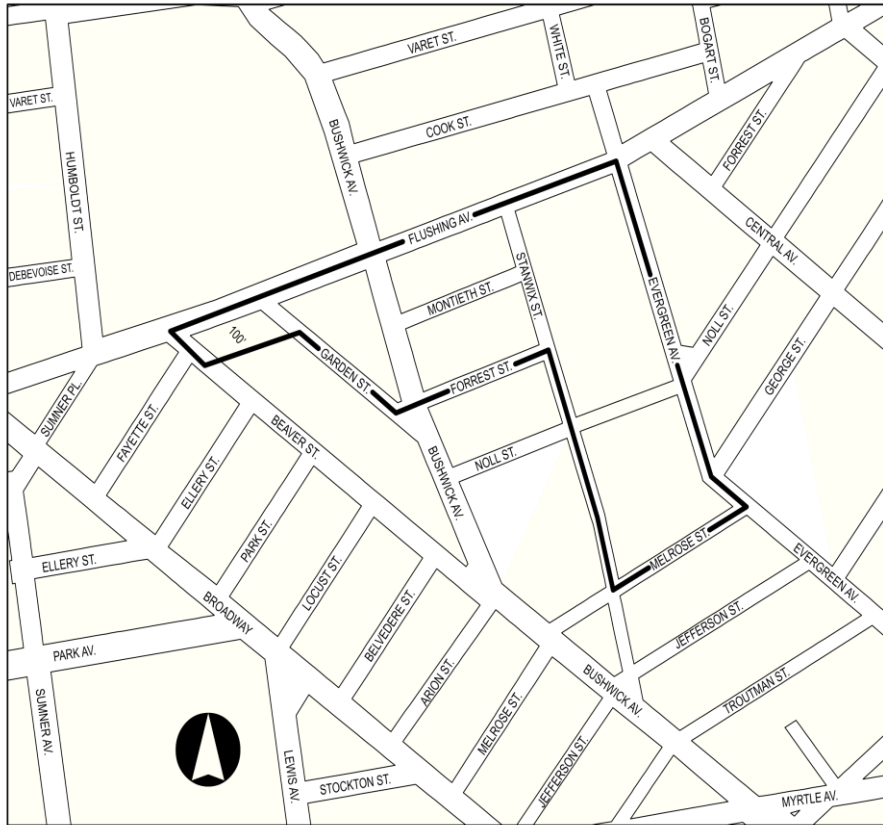 VARET ST.
WHITE ST.
BOGART ST.
VARET ST.
COOK ST.
BUSHWICK AV.
FORREST ST.
HUMBOLDT ST.
FLUSHING AV.
CENTRAL AV.
DEBEVOISE ST.
STANWIX ST.
MONTIETH ST.
EVERGREEN AV.
NOLL ST.
100'
GARDEN ST.
FORREST ST.
GEORGE ST.
SUMNER PL.
FAYETTE ST.
BEAVER ST.
NOLL ST.
BUSHWICK AV.
ELLERY ST.
PARK ST.
ELLERY ST.
LOCUST ST.
MELROSE ST.
EVERGREEN AV.
BROADWAY
BELVEDERE ST.
JEFFERSON ST.
PARK AV.
ARION ST.
BUSHWICK AV.
TROUTMAN ST.
SUMNER AV.
MELROSE ST.
LEWIS AV.
STOCKTON ST.
JEFFERSON ST.
MYRTLE AV.